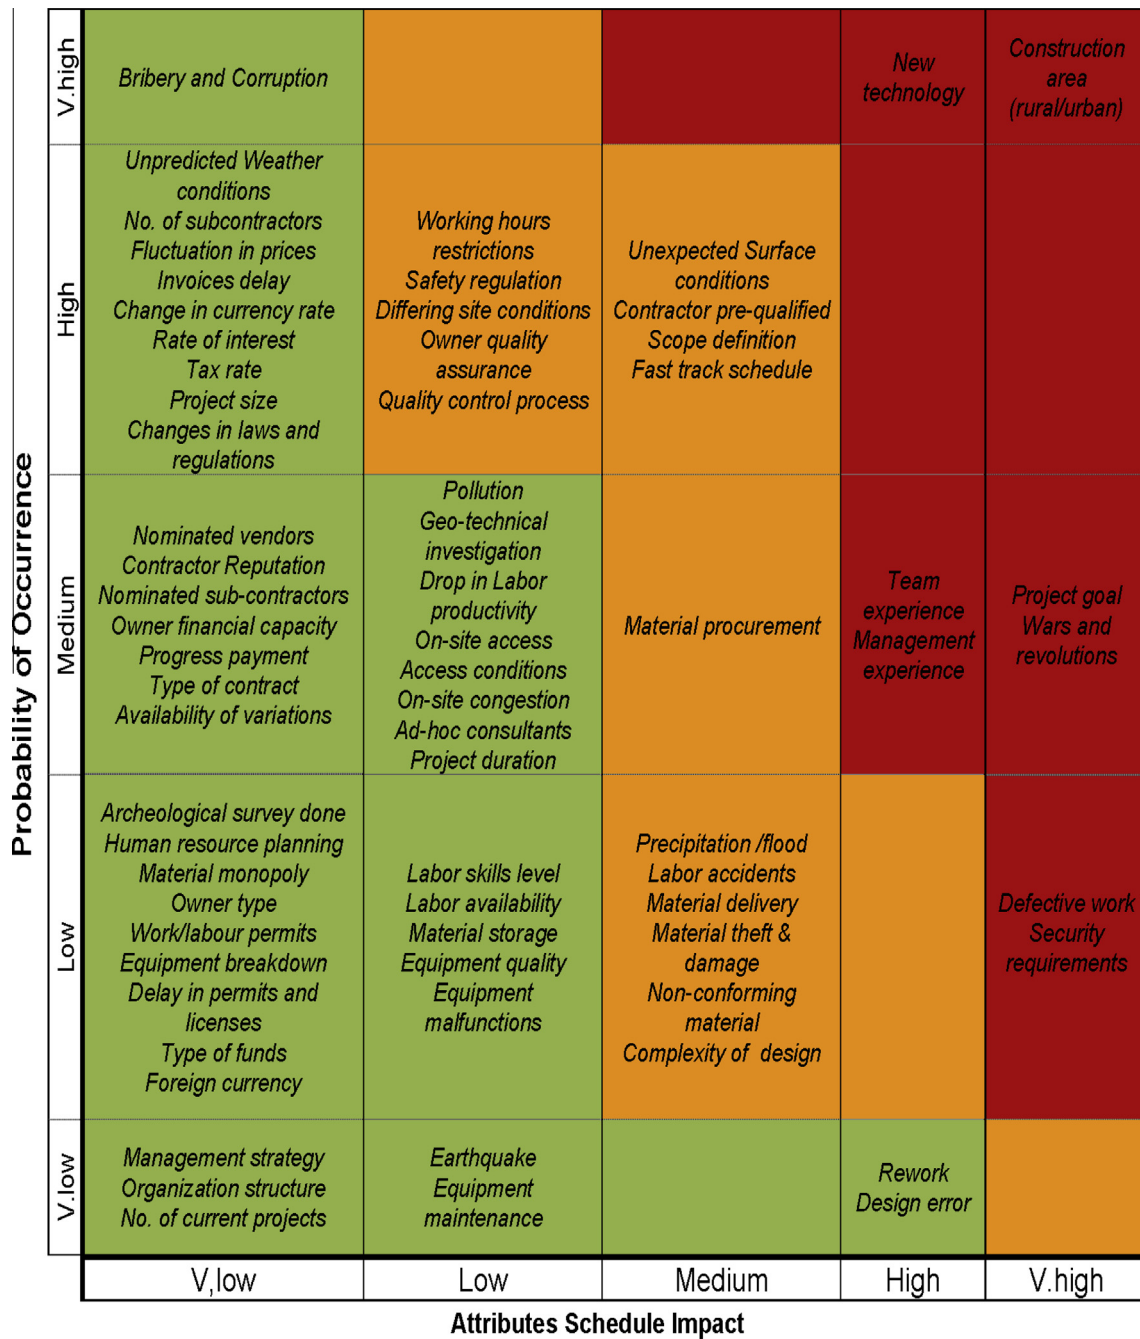 Probability of Occurrence
V.high
Bribery and Corruption
New
technology
Construction
area
(rural/urban)
High
Unpredicted Weather
conditions
No. of subcontractors
Fluctuation in prices
Invoices delay
Change in currency rate
Rate of interest
Tax rate
Project size
Changes in laws and
regulations
Working hours
restrictions
Safety regulation
Differing site conditions
Owner quality
assurance
Quality control process
Unexpected Surface
conditions
Contractor pre-qualified
Scope definition
Fast track schedule
Medium
Nominated vendors
Contractor Reputation
Nominated sub-contractors
Owner financial capacity
Progress payment
Type of contract
Availability of variations
Pollution
Geo-technical
investigation
Drop in Labor
productivity
On-site access
Access conditions
On-site congestion
Ad-hoc consultants
Project duration
Material procurement
Team
experience
Management
experience
Project goal
Wars and
revolutions
Low
Archeological survey done
Human resource planning
Material monopoly
Owner type
Work/labour permits
Equipment breakdown
Delay in permits and
licenses
Type of funds
Foreign currency
Labor skills level
Labor availability
Material storage
Equipment quality
Equipment
malfunctions
Precipitation /flood
Labor accidents
Material delivery
Material theft &
damage
Non-conforming
material
Complexity of design
Defective work
Security
requirements
V.low
Management strategy
Organization structure
No. of current projects
Earthquake
Equipment
maintenance
Rework
Design error
V,low
Low
Medium
High
V.high
Attributes Schedule Impact